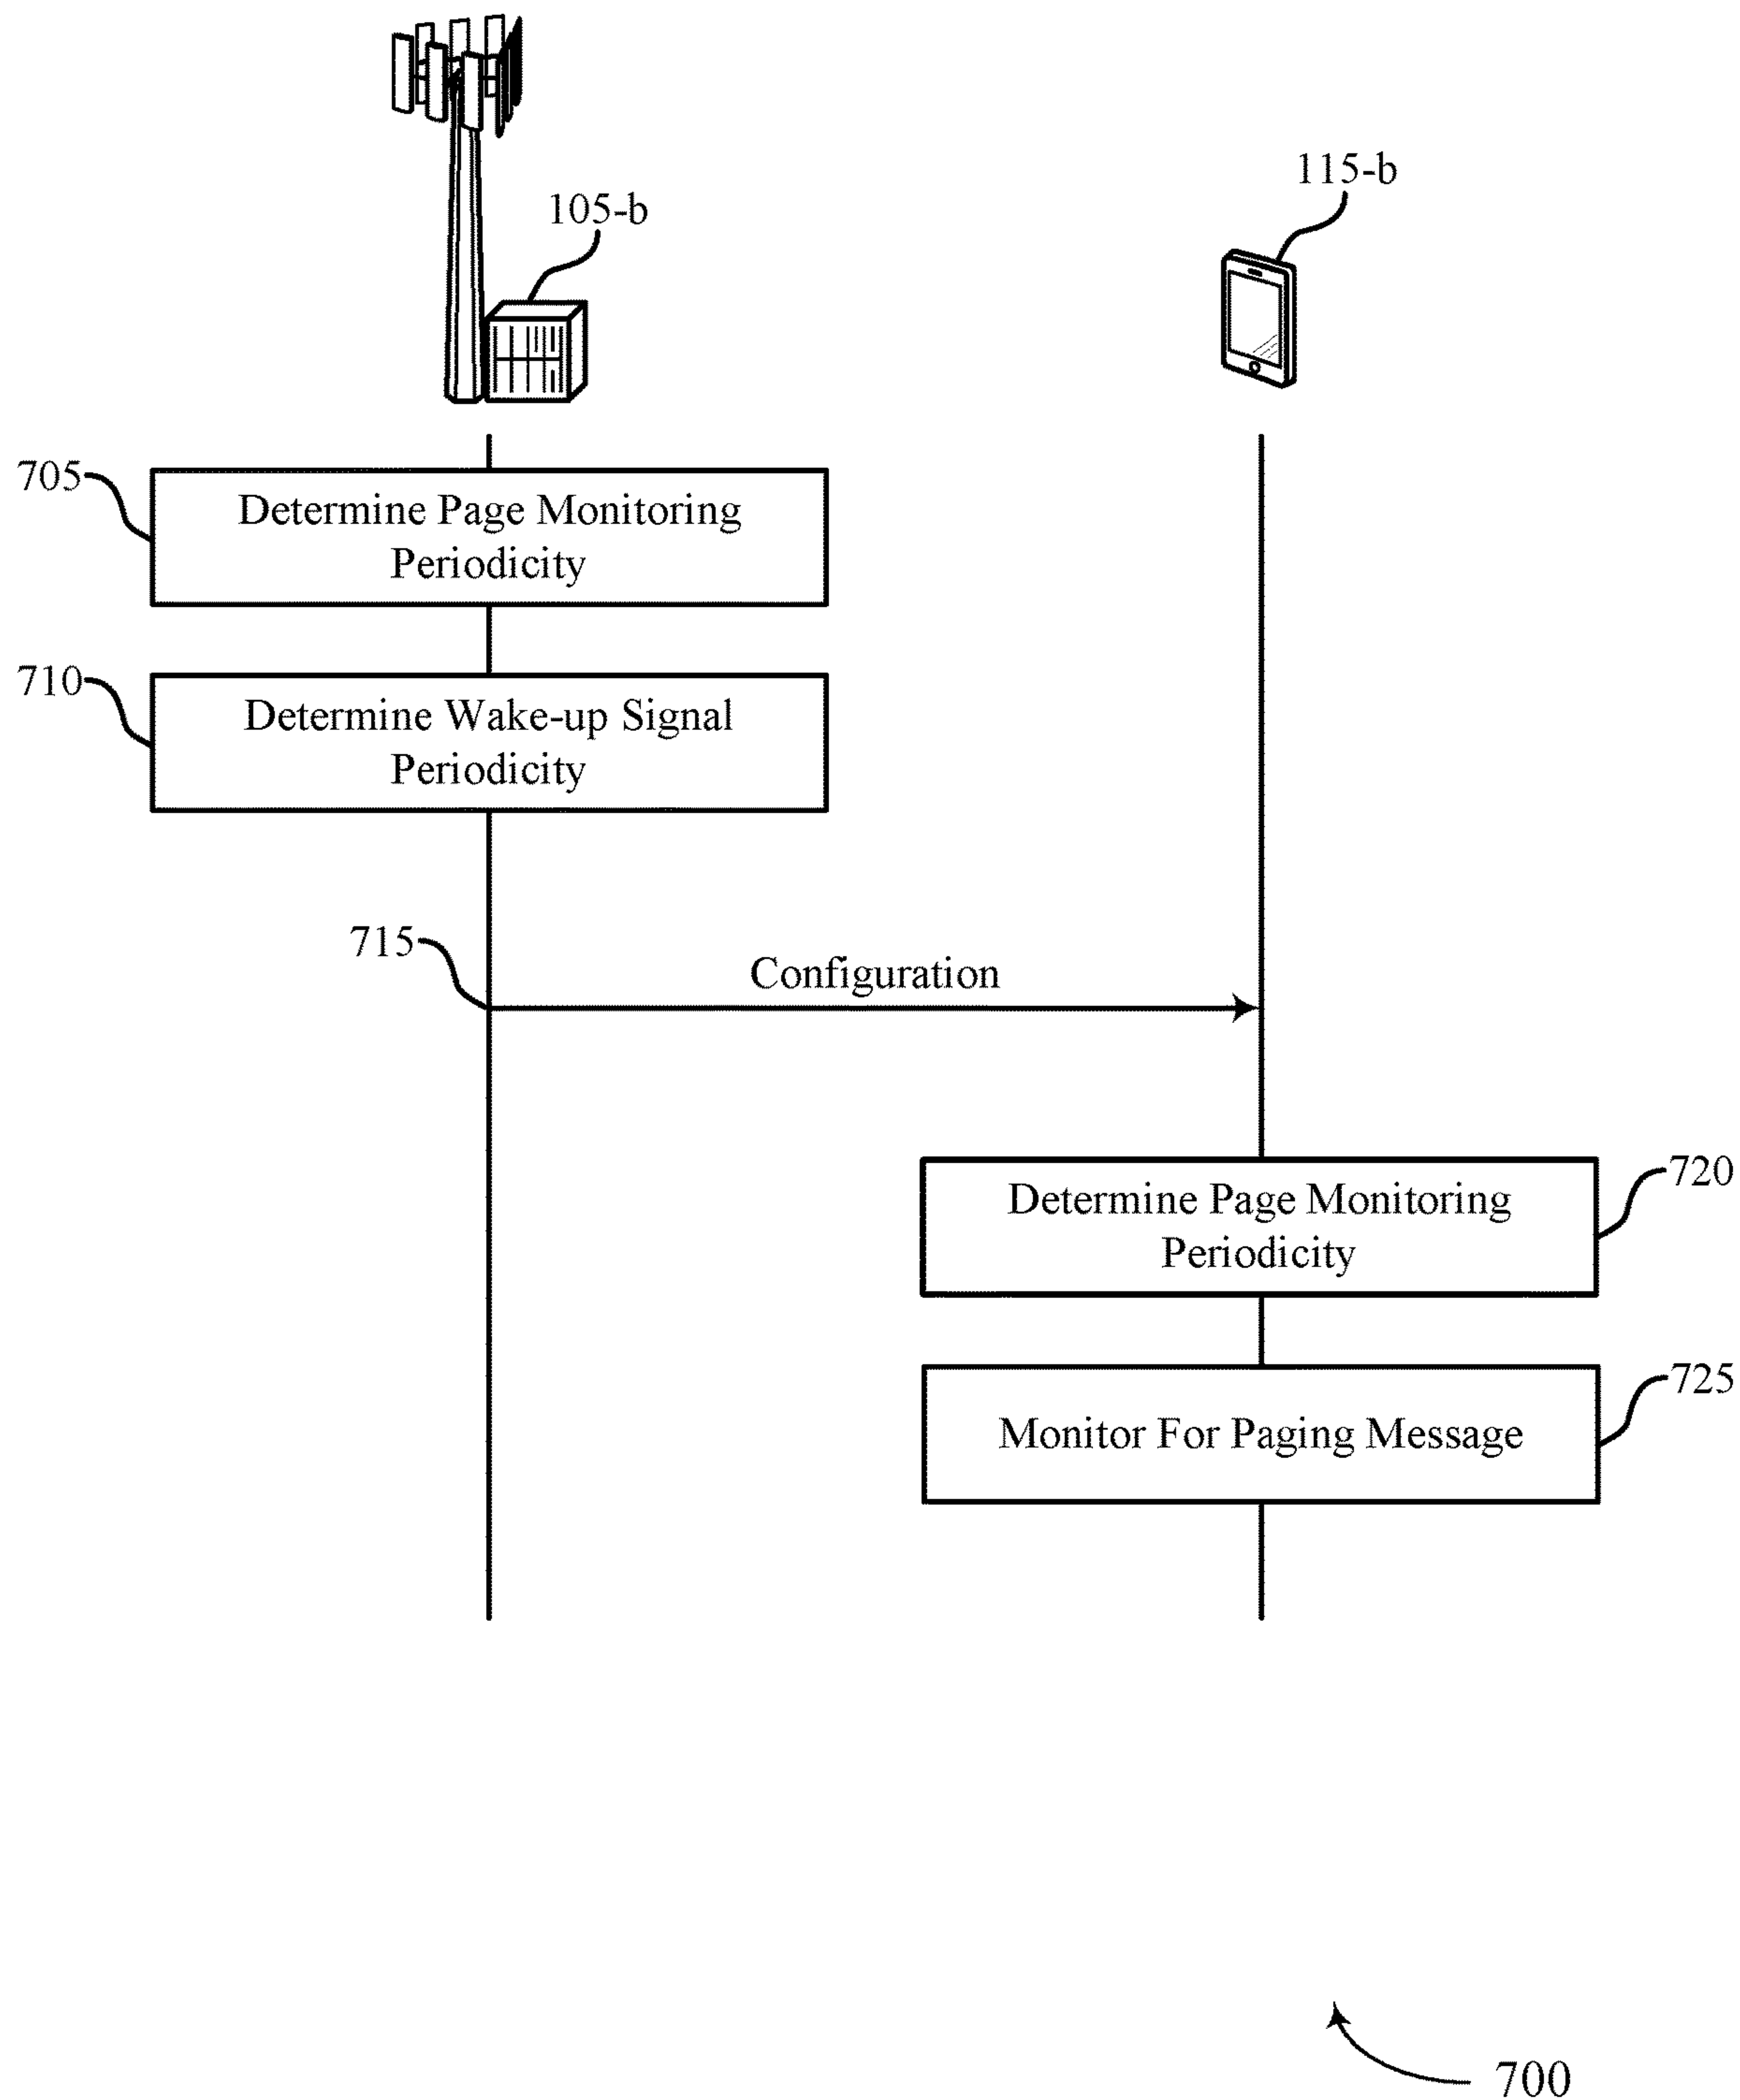 105-b
115-b
705
Determine Page Monitoring
Periodicity
710
Determine Wake-up Signal
Periodicity
715
Configuration
720
Determine Page Monitoring
Periodicity
725
Monitor For Paging Message
700